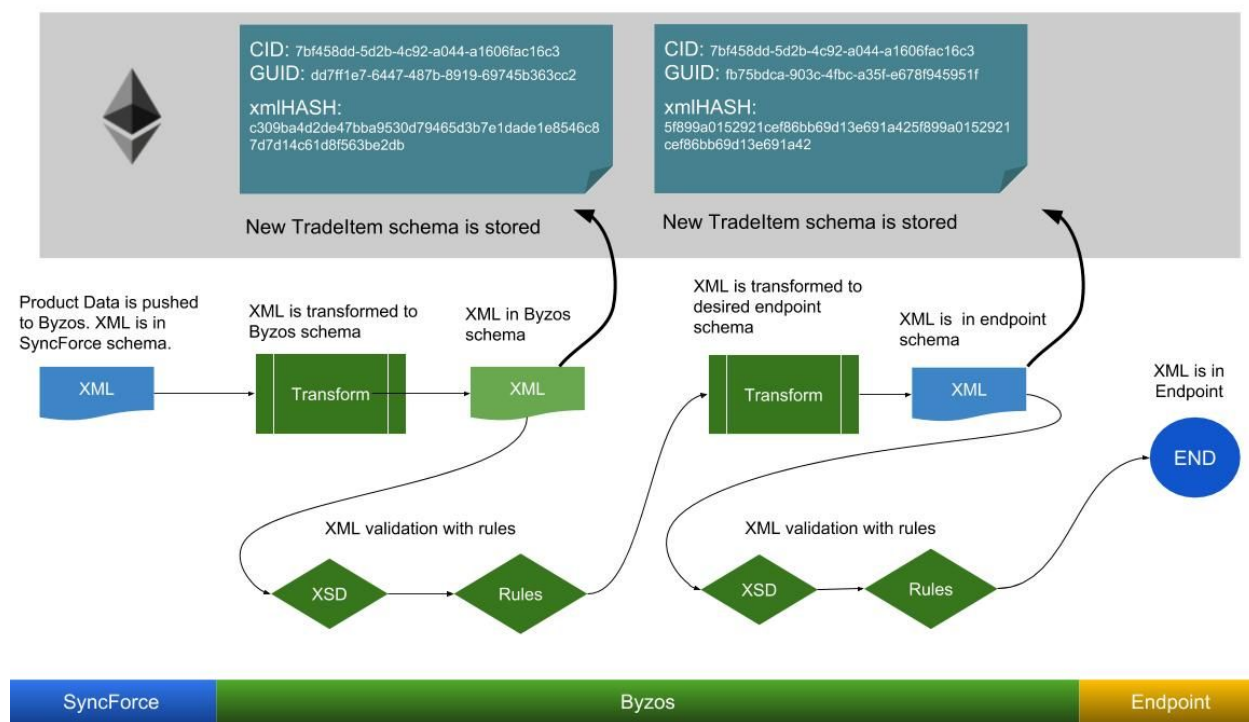 CID: 7bf458dd-5d2b-4c92-a044-a1606fac16c3
GUID: dd7ff1e7-6447-487b-8919-69745b363cc2
xmlHASH:
c309ba4d2de47bba9530d79465d3b7e1dade1e8546c8
7d7d14c61d8f563be2db
CID: 7bf458dd-5d2b-4c92-a044-a1606fac16c3
GUID: fb75bdca-903c-4fbc-a35f-e678f945951f
xmlHASH:
5f899a0152921cef86bb69d13e691a425f899a0152921
cef86bb69d13e691a42
New TradeItem schema is stored
New TradeItem schema is stored
Product Data is pushed
to Byzos. XML is in
SyncForce schema.
XML is transformed to
Byzos schema
XML in Byzos
schema
XML is transformed to
desired endpoint
schema
XML is in endpoint
schema
XML is in
Endpoint
XML
Transform
XML
Transform
XML
END
XML validation with rules
XML validation with rules
XSD
Rules
XSD
Rules
SyncForce
Byzos
Endpoint